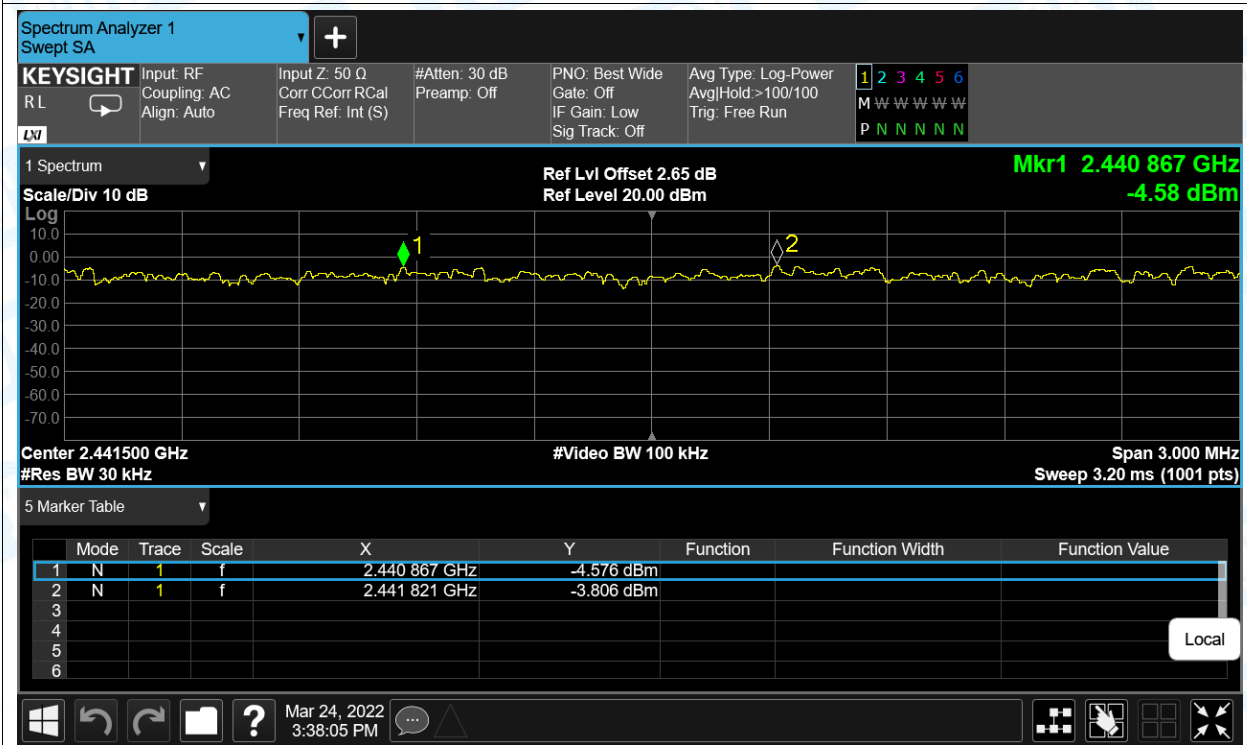 Spectrum Analyzer 1
Swept SA
▼
+
KEYSIGHT Input: RF Input Z: 50 Ω #Atten: 30 dB PNO: Best Wide Avg Type: Log-Power 1 2 3 4 5 6
R L Coupling: AC Corr CCorr RCal Preamp: Off Gate: Off Avg|Hold:>100/100 M W W W W W
Align: Auto Freq Ref: Int (S) IF Gain: Low Trig: Free Run
LXI Sig Track: Off P N N N N N
1 Spectrum ▼ Ref Lvl Offset 2.65 dB Mkr1 2.440 867 GHz
Scale/Div 10 dB Ref Level 20.00 dBm -4.58 dBm
Log
10.0
0.00
-10.0
-20.0
-30.0
-40.0
-50.0
-60.0
-70.0
1
2
Center 2.441500 GHz #Video BW 100 kHz Span 3.000 MHz
#Res BW 30 kHz Sweep 3.20 ms (1001 pts)
5 Marker Table ▼
Mode Trace Scale X Y Function Function Width Function Value
1 N 1 f 2.440 867 GHz -4.576 dBm
2 N 1 f 2.441 821 GHz -3.806 dBm
3
4
5
6
Local
? Mar 24, 2022
3:38:05 PM